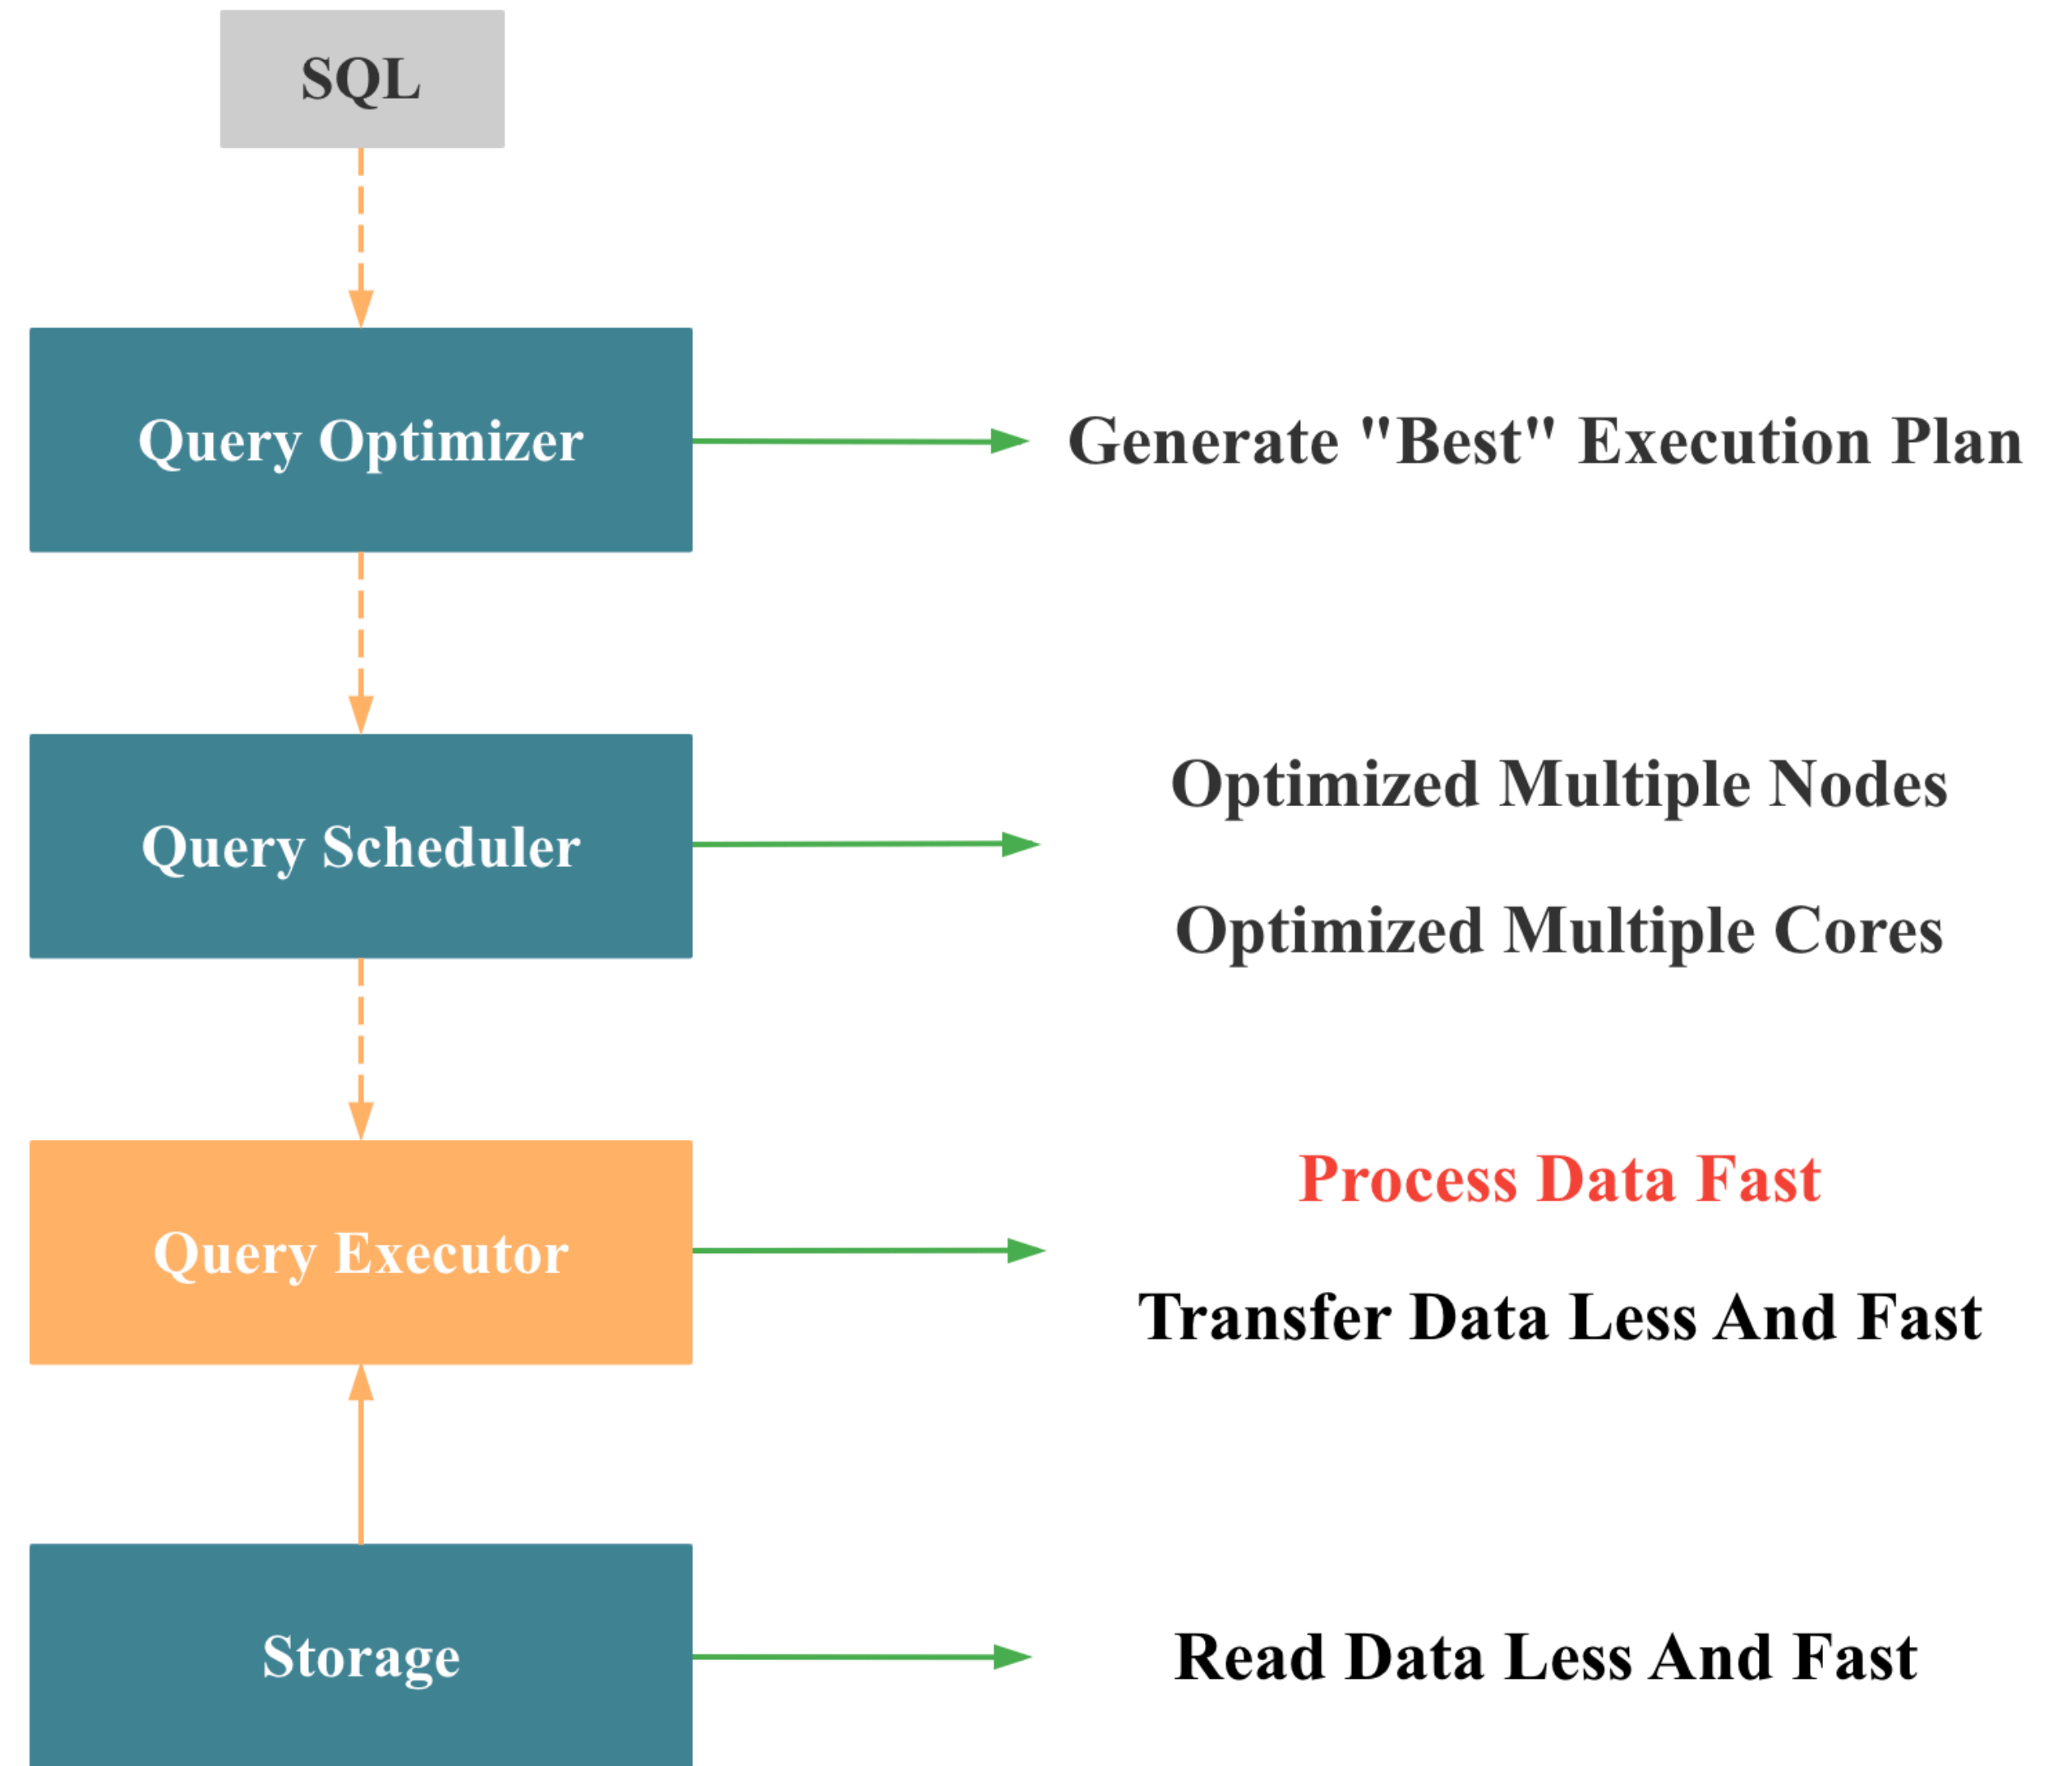 SQL
Query Optimizer
Generate "Best" Execution Plan
Query Scheduler
Optimized Multiple Nodes
Optimized Multiple Cores
Query Executor
Process Data Fast
Transfer Data Less And Fast
Storage
Read Data Less And Fast